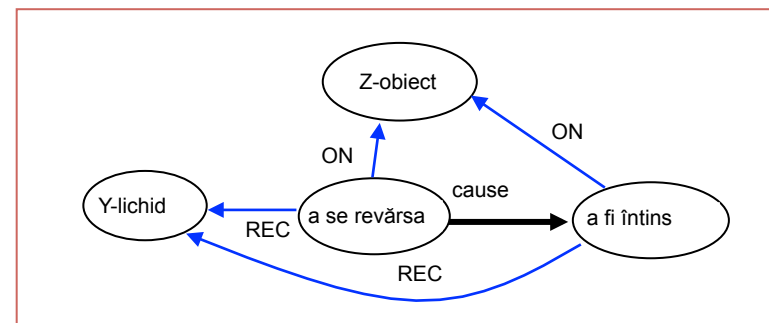 Z-obiect
ON
ON
cause
Y-lichid
a se revărsa
a fi întins
REC
REC